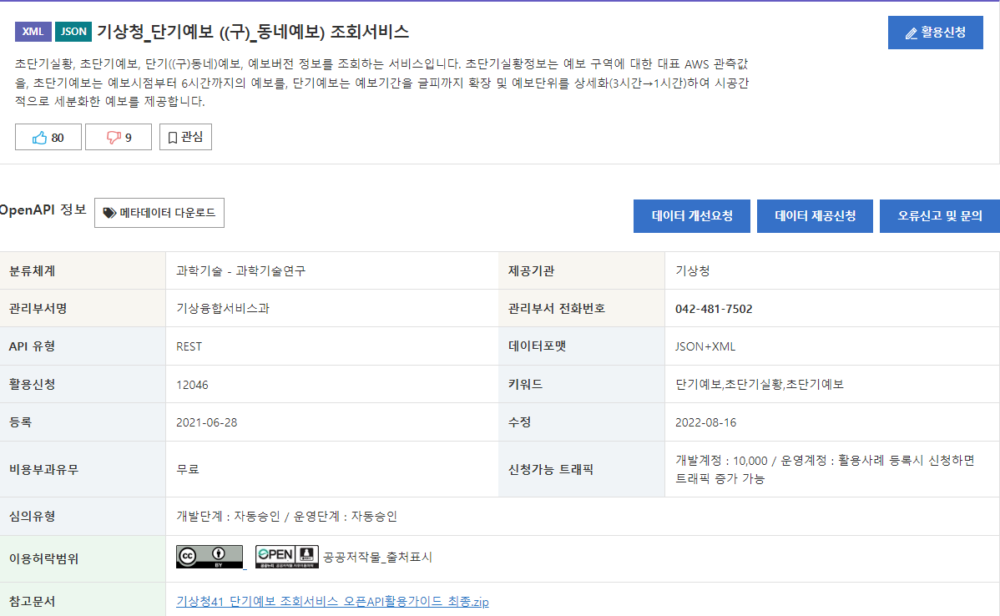 XML JSON 기상청_단기예보 ((구)_동네예보) 조회서비스
활용신청
초단기실황, 초단기예보, 단기((구)동네)예보, 예보버전 정보를 조회하는 서비스입니다. 초단기실황정보는 예보 구역에 대한 대표 AWS 관측값
을, 초단기예보는 예보시점부터 6시간까지의 예보를, 단기예보는 예보기간을 글피까지 확장 및 예보단위를 상세화(3시간→1시간)하여 시공간
적으로 세분화한 예보를 제공합니다.
80 9 관심
OpenAPI 정보 메타데이터 다운로드
데이터 개선요청 데이터 제공신청 오류신고 및 문의
분류체계 과학기술 - 과학기술연구 제공기관 기상청
관리부서명 기상융합서비스과 관리부서 전화번호 042-481-7502
API 유형 REST 데이터포맷 JSON+XML
활용신청 12046 키워드 단기예보,초단기실황,초단기예보
등록 2021-06-28 수정 2022-08-16
비용부과유무 무료 신청가능 트래픽 개발계정 : 10,000 / 운영계정 : 활용사례 등록시 신청하면
트래픽 증가 가능
심의유형 개발단계 : 자동승인 / 운영단계 : 자동승인
이용허락범위 cc BY OPEN 공공저작물_출처표시
참고문서 기상청41_단기예보 조회서비스_오픈API활용가이드_최종.zip